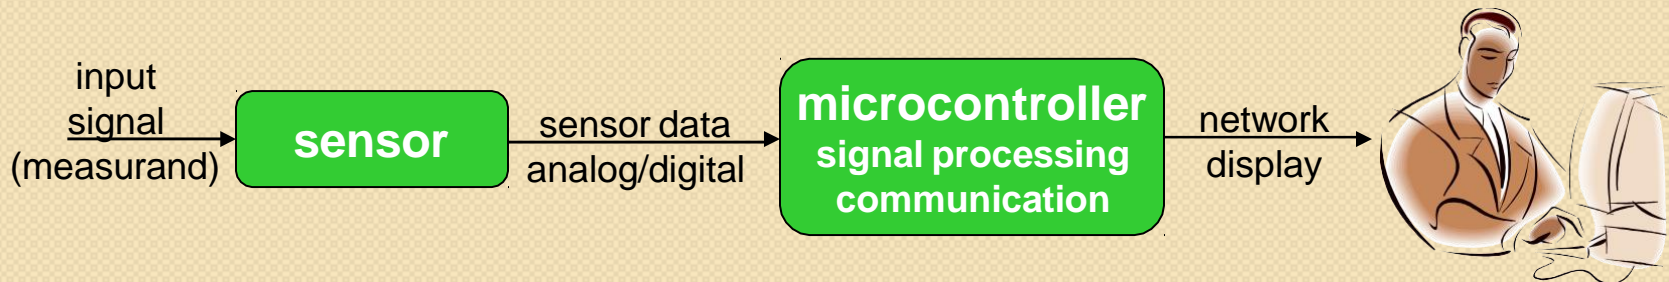 input
signal
(measurand)
sensor
sensor data
analog/digital
microcontroller
signal processing
communication
network
display